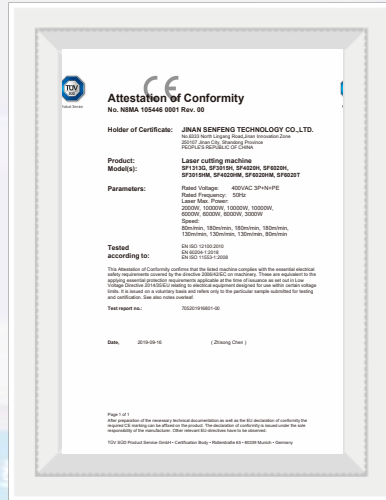 TÜV
SÜD
Product Service
CE
Attestation of Conformity
No. N8MA 105446 0001 Rev. 00
Holder of Certificate: JINAN SENFENG TECHNOLOGY CO.,LTD.
No.6333 North Lingang Road,Jinan Innovation Zone
250107 Jinan City, Shandong Province
PEOPLE'S REPUBLIC OF CHINA
Product: Laser cutting machine
Model(s): SF1313G, SF3015H, SF4020H, SF6020H,
SF3015HM, SF4020HM, SF6020HM, SF6020T
Parameters: Rated Voltage: 400VAC 3P+N+PE
Rated Frequency: 50Hz
Laser Max. Power:
2000W, 10000W, 10000W, 10000W,
6000W, 6000W, 6000W, 3000W
Speed:
80m/min, 180m/min, 180m/min, 180m/min,
130m/min, 130m/min, 130m/min, 80m/min
Tested EN ISO 12100:2010
according to: EN 60204-1:2018
EN ISO 11553-1:2008
This Attestation of Conformity confirms that the listed machine complies with the essential electrical
safety requirements covered by the directive 2006/42/EC on machinery. These are equivalent to the
applying essential protection requirements applicable at the time of issuance as set out in Low
Voltage Directive 2014/35/EU relating to electrical equipment designed for use within certain voltage
limits. It is issued on a voluntary basis and refers only to the particular sample submitted for testing
and certification. See also notes overleaf.
Test report no.: 705201916801-00
Date, 2019-09-16 ( Zhisong Chen )
Page 1 of 1
After preparation of the necessary technical documentation as well as the EU declaration of conformity the
required CE marking can be affixed on the product. The declaration of conformity is issued under the sole
responsibility of the manufacturer. Other relevant EU-directives have to be observed.
TÜV SÜD Product Service GmbH • Certification Body • Ridlerstraße 65 • 80339 Munich • Germany